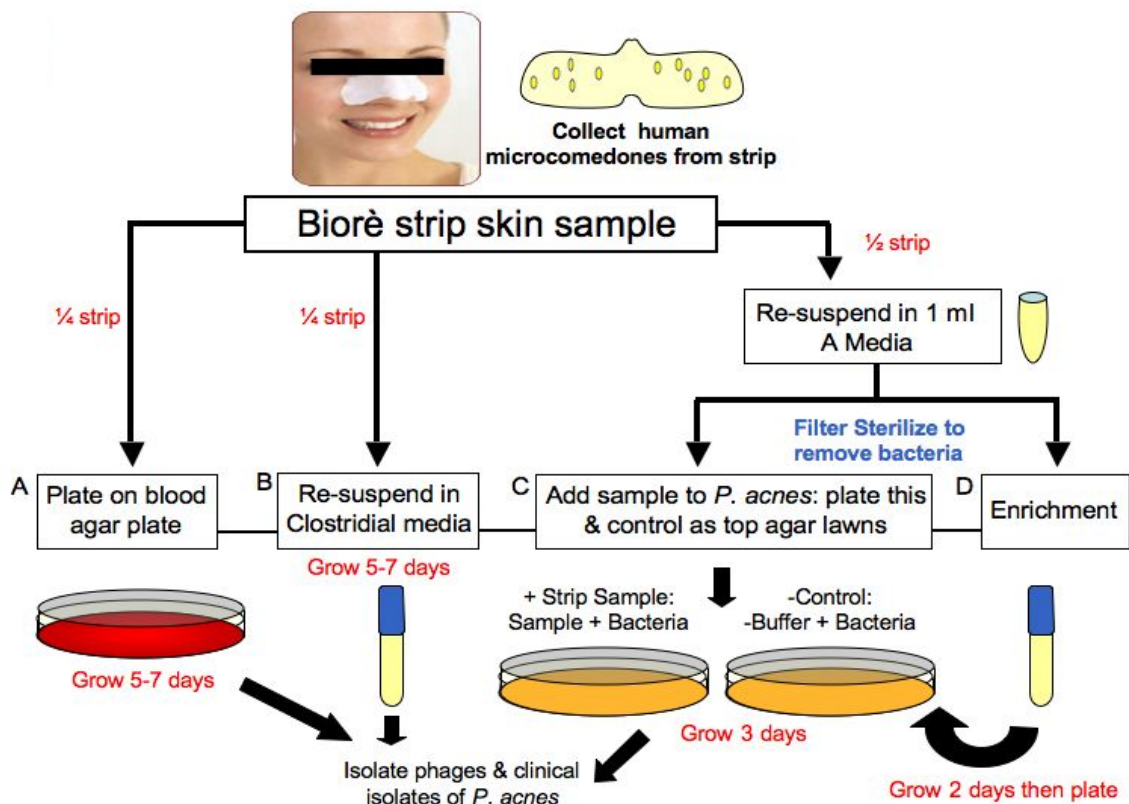 Collect human
microcomedones from strip
Biorè strip skin sample
¼ strip
¼ strip
½ strip
Re-suspend in 1 ml
A Media
Filter Sterilize to
remove bacteria
A
Plate on blood
agar plate
B
Re-suspend in
Clostridial media
C
Add sample to P. acnes: plate this
& control as top agar lawns
D
Enrichment
Grow 5-7 days
Grow 5-7 days
+ Strip Sample:
Sample + Bacteria
-Control:
-Buffer + Bacteria
Grow 3 days
Isolate phages & clinical
isolates of P. acnes
Grow 2 days then plate